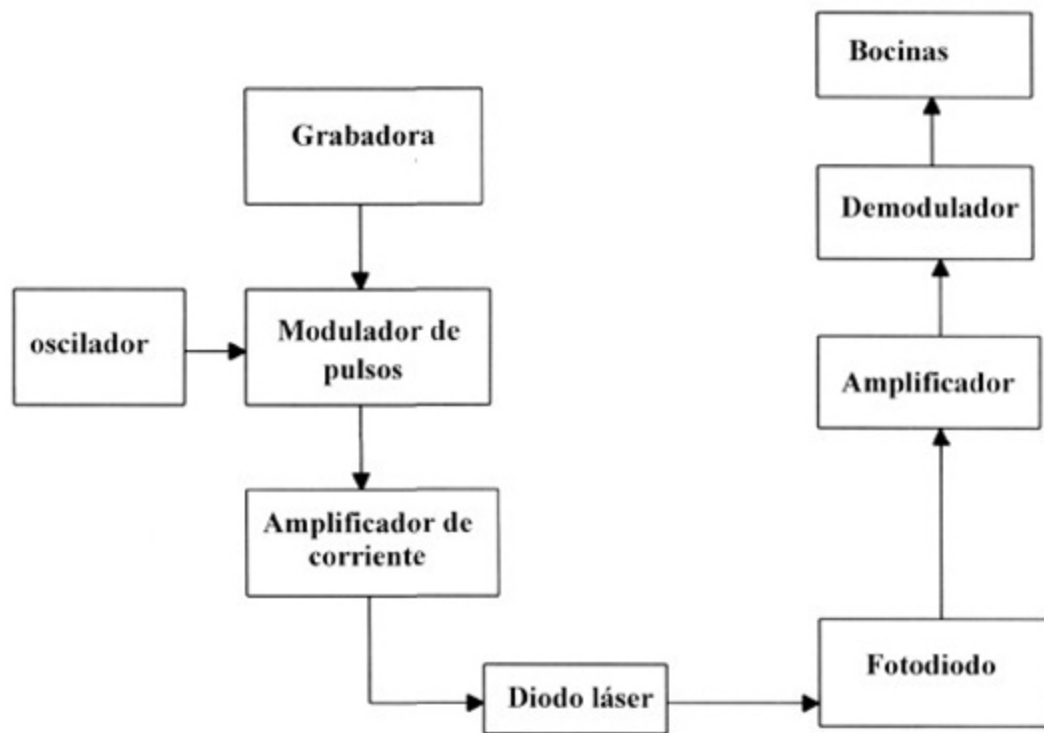 Bocinas
Grabadora
Demodulador
oscilador
Modulador de
pulsos
Amplificador
Amplificador de
corriente
Diodo láser
Fotodiodo